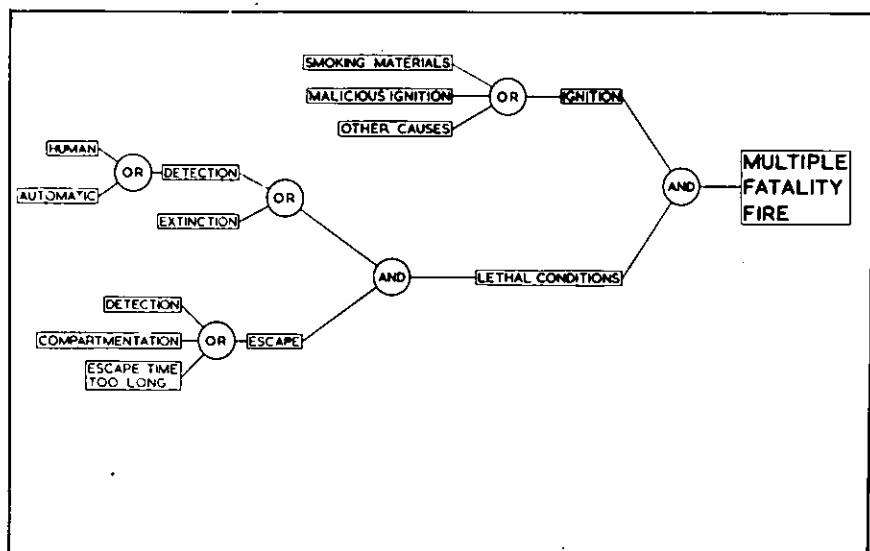 SMOKING MATERIALS
MALICIOUS IGNITION
OR
IGNITION
OTHER CAUSES
HUMAN
OR
DETECTION
AUTOMATIC
OR
EXTINCTION
AND
MULTIPLE
FATALITY
FIRE
AND
LETHAL CONDITIONS
DETECTION
COMPARTMENTATION
OR
ESCAPE
ESCAPE TIME
TOO LONG